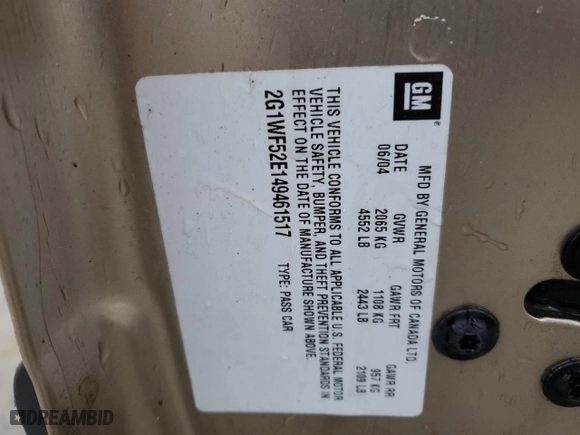 GM
MFD BY GENERAL MOTORS OF CANADA LTD.
DATE GVWR GAWR FRT GAWR RR
06/04 2065 KG 1108 KG 957 KG
4552 LB 2443 LB 2109 LB
THIS VEHICLE CONFORMS TO ALL APPLICABLE U.S. FEDERAL MOTOR
VEHICLE SAFETY, BUMPER, AND THEFT PREVENTION STANDARDS IN
EFFECT ON THE DATE OF MANUFACTURE SHOWN ABOVE.
2G1WF52E149461517 TYPE: PASS CAR
DREAMBID